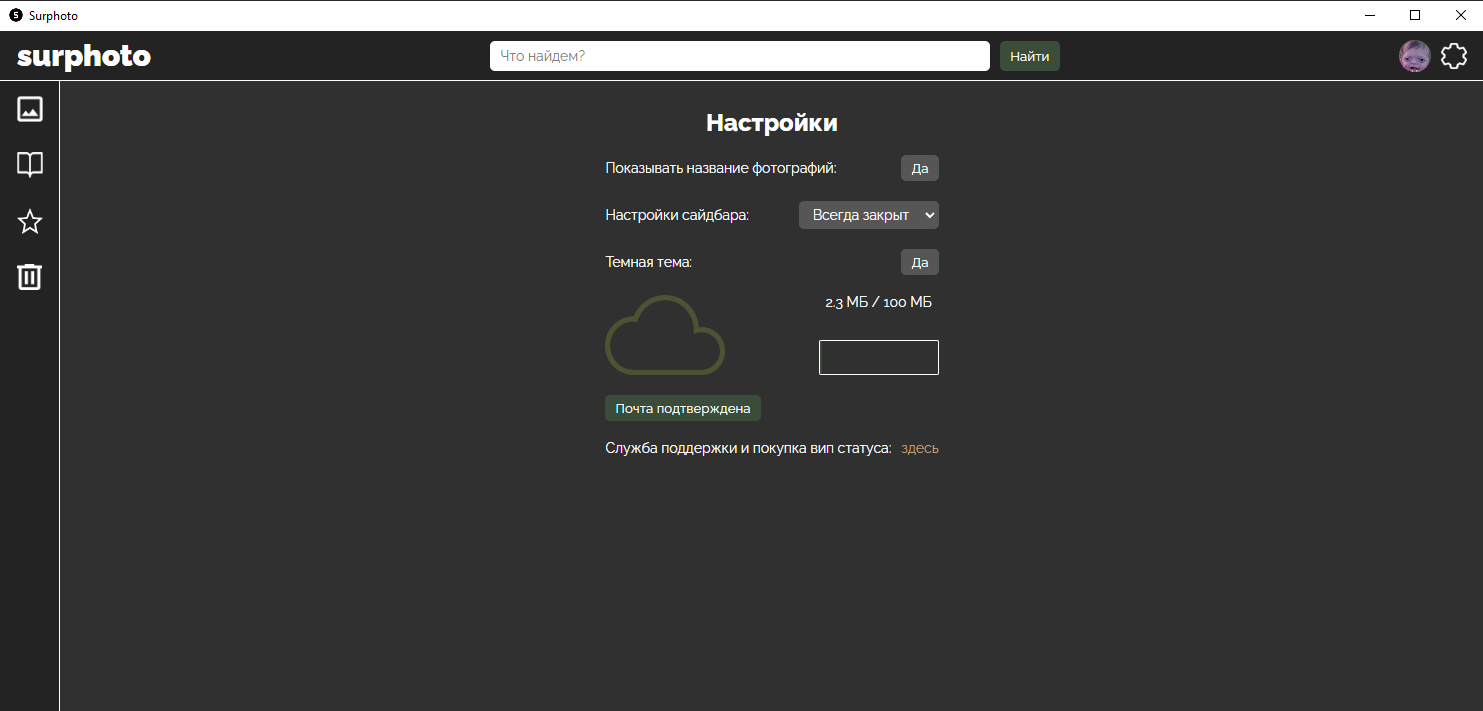 Surphoto
surphoto
Что найдем?
Найти
Настройки
Показывать название фотографий:
Да
Настройки сайдбара:
Всегда закрыт
Темная тема:
Да
2.3 МБ / 100 МБ
Почта подтверждена
Служба поддержки и покупка вип статуса: здесь